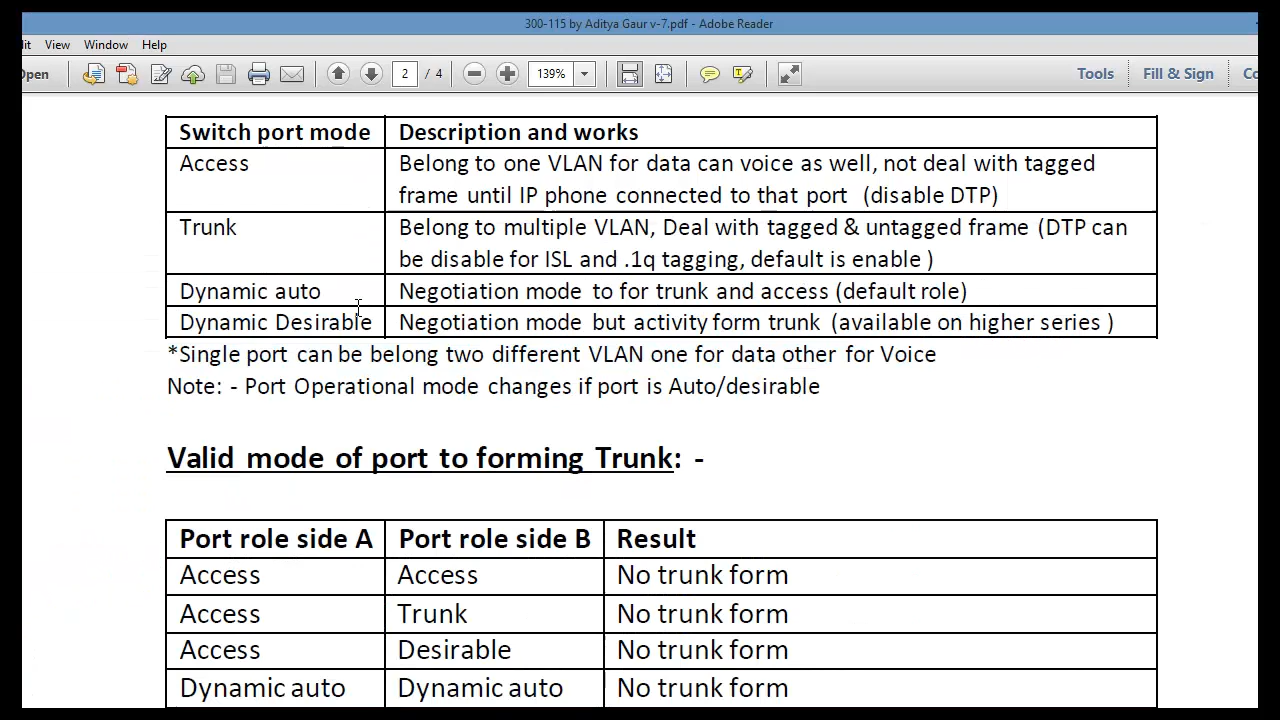 300-115 by Aditya Gaur v-7.pdf - Adobe Reader
it View Window Help
Open 2 / 4 139% Tools Fill & Sign Co
Switch port mode Description and works
Access Belong to one VLAN for data can voice as well, not deal with tagged
frame until IP phone connected to that port (disable DTP)
Trunk Belong to multiple VLAN, Deal with tagged & untagged frame (DTP can
be disable for ISL and .1q tagging, default is enable )
Dynamic auto Negotiation mode to for trunk and access (default role)
Dynamic Desirable Negotiation mode but activity form trunk (available on higher series )
*Single port can be belong two different VLAN one for data other for Voice
Note: - Port Operational mode changes if port is Auto/desirable
Valid mode of port to forming Trunk: -
Port role side A Port role side B Result
Access Access No trunk form
Access Trunk No trunk form
Access Desirable No trunk form
Dynamic auto Dynamic auto No trunk form